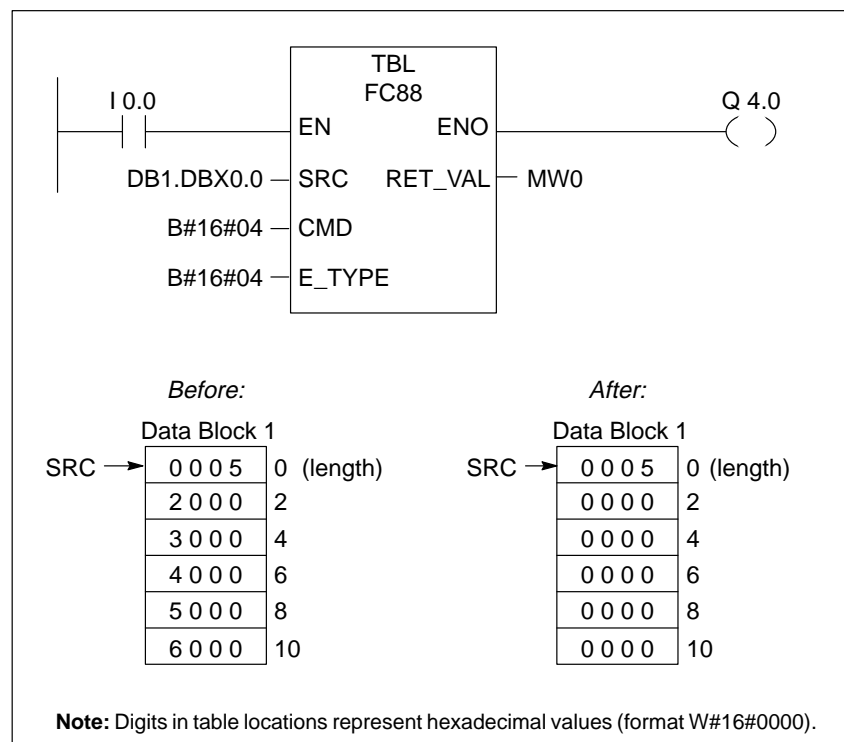 TBL
FC88
I 0.0
Q 4.0
EN ENO
DB1.DBX0.0 SRC RET_VAL MW0
B#16#04 CMD
B#16#04 E_TYPE
Before: After:
Data Block 1 Data Block 1
SRC 0 0 0 5 0 (length) SRC 0 0 0 5 0 (length)
2 0 0 0 2 0 0 0 0 2
3 0 0 0 4 0 0 0 0 4
4 0 0 0 6 0 0 0 0 6
5 0 0 0 8 0 0 0 0 8
6 0 0 0 10 0 0 0 0 10
Note: Digits in table locations represent hexadecimal values (format W#16#0000).